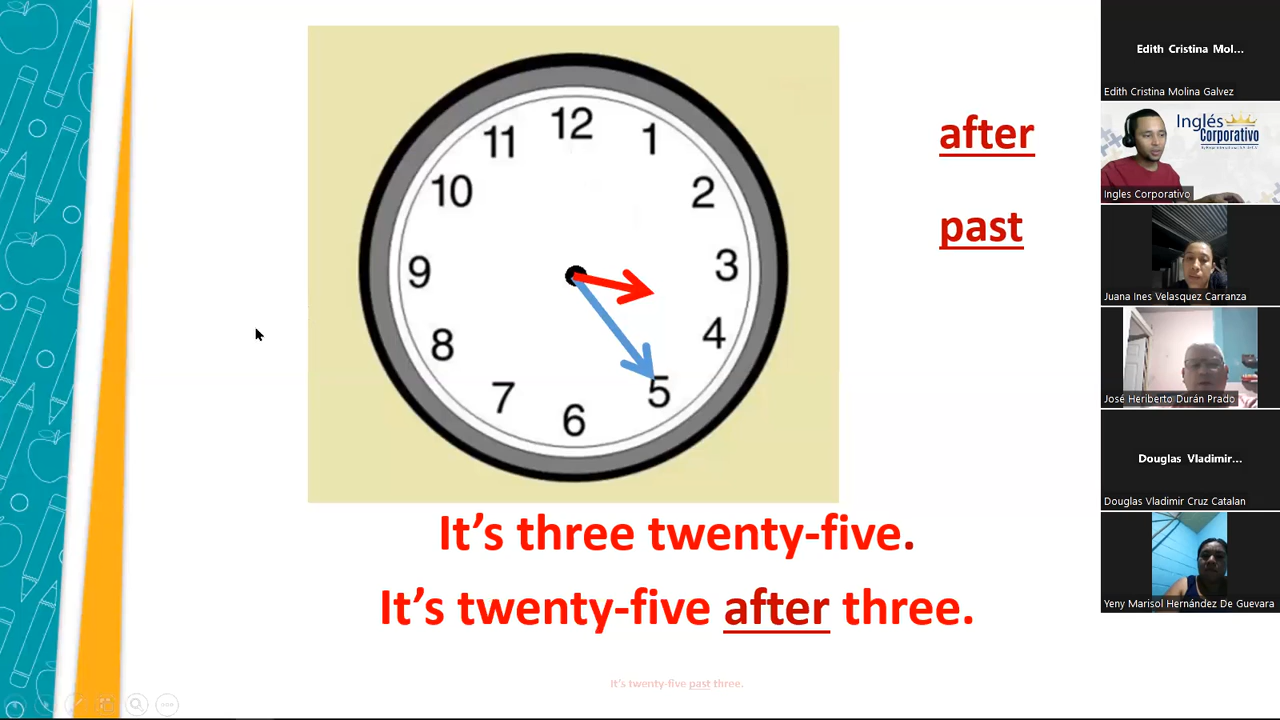 12
11
1
10
2
9
3
8
4
7
5
6
after
past
It's three twenty-five.
It's twenty-five after three.
It's twenty-five past three.
Edith Cristina Mol...
Edith Cristina Molina Galvez
Inglés
Corporativo
Ingles Corporativo
Juana Ines Velasquez Carranza
José Heriberto Durán Prado
Douglas Vladimir...
Douglas Vladimir Cruz Catalan
Yeny Marisol Hernández De Guevara